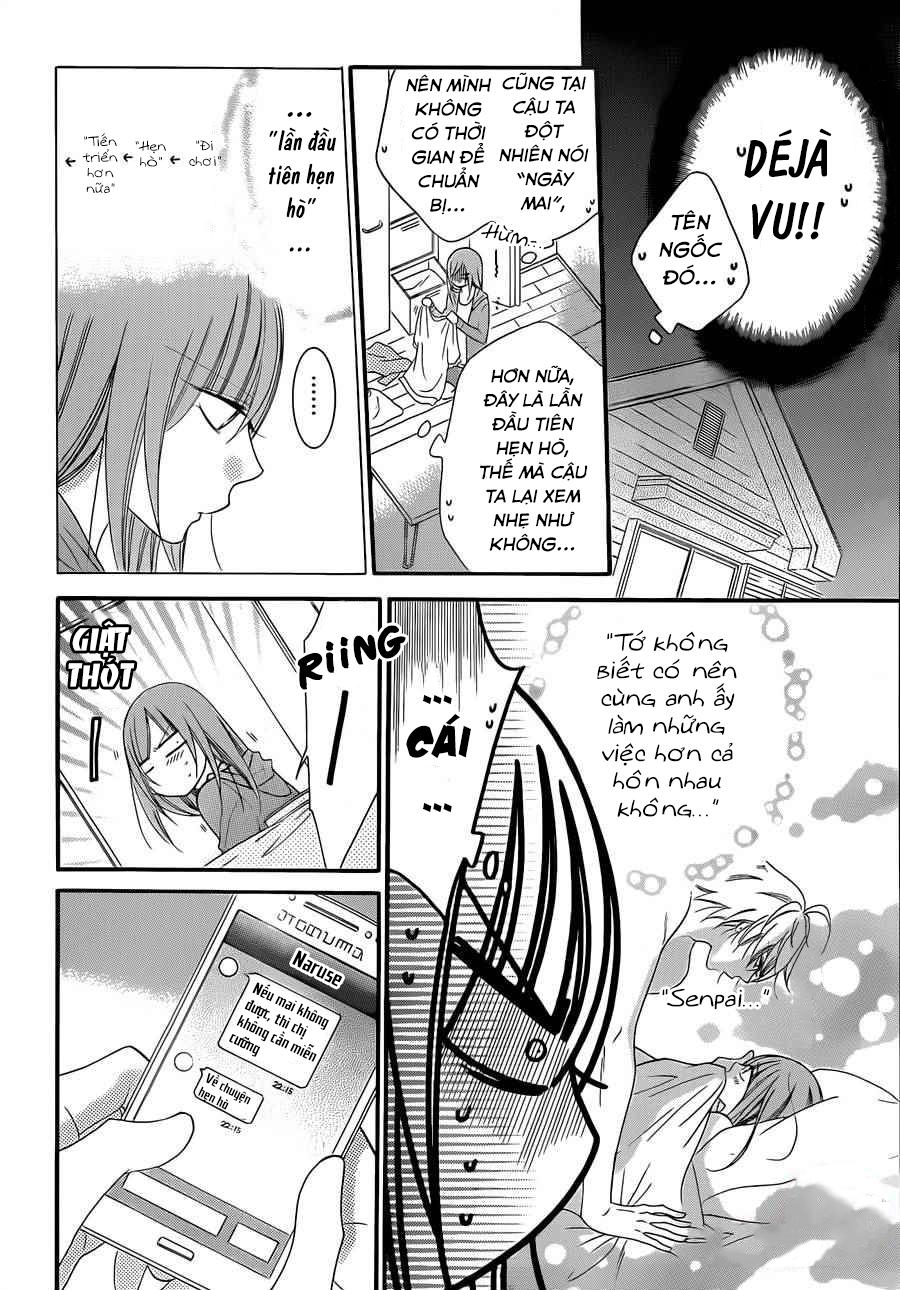 DÉJÀ
VU!!
TÊN
NGỐC
ĐÓ...
CŨNG TẠI
CẬU TA
ĐỘT
NHIÊN NÓI
"NGÀY
MAI",
NÊN MÌNH
KHÔNG
CÓ THỜI
GIAN ĐỂ
CHUẨN
BỊ...
Hừm...
HƠN NỮA,
ĐÂY LÀ LẦN
ĐẦU TIÊN
HẸN HÒ,
THẾ MÀ CẬU
TA LẠI XEM
NHẸ NHƯ
KHÔNG...
...
"lần đầu
tiên hẹn
hò"
...
"Đi
chơi"
"Hẹn
hò"
"Tiến
triển
hơn
nữa"
......
"Tớ không
biết có nên
cùng anh ấy
làm những
việc hơn cả
hôn nhau
không..."
"Senpai..."
...
CÁI
...
RiiNG
GIẬT
THÓT
Naruse
Nếu mai không
được, thì chị
không cần miễn
cưỡng
22:15
Về chuyện
hẹn hò
22:15